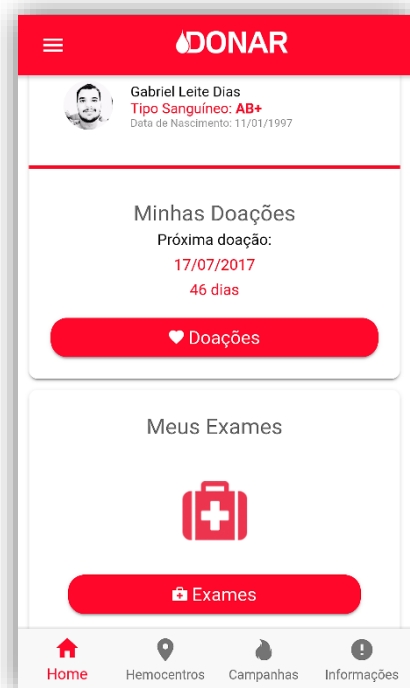 DONAR
Gabriel Leite Dias
Tipo Sanguíneo: AB+
Data de Nascimento: 11/01/1997
Minhas Doações
Próxima doação:
17/07/2017
46 dias
Doações
Meus Exames
Exames
Home
Hemocentros
Campanhas
Informações